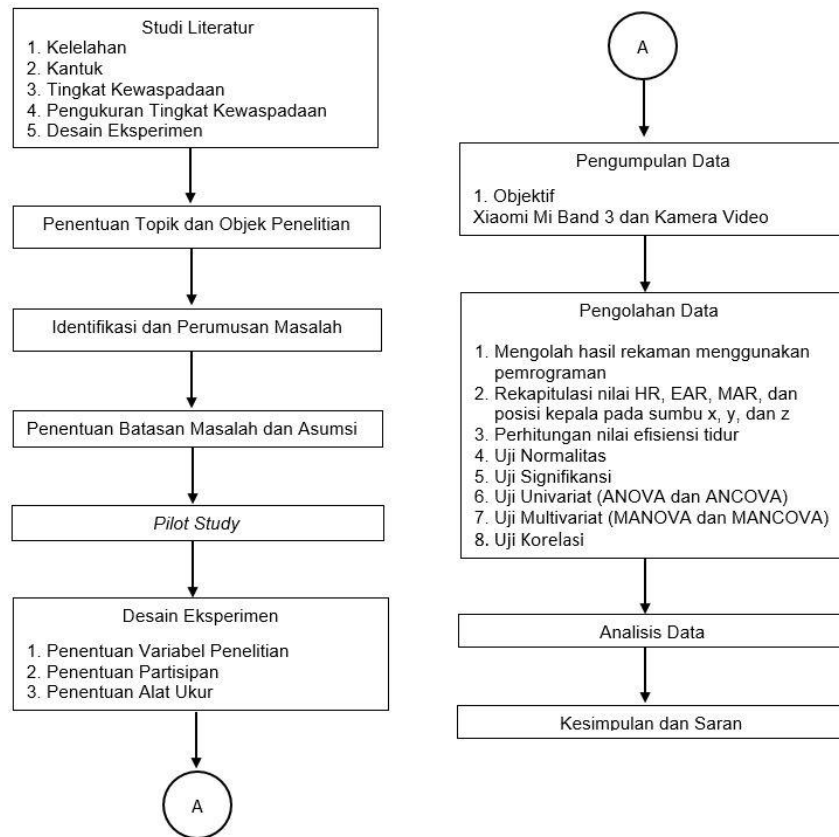 Studi Literatur
1. Kelelahan
2. Kantuk
3. Tingkat Kewaspadaan
4. Pengukuran Tingkat Kewaspadaan
5. Desain Eksperimen
Penentuan Topik dan Objek Penelitian
Identifikasi dan Perumusan Masalah
Penentuan Batasan Masalah dan Asumsi
Pilot Study
Desain Eksperimen
1. Penentuan Variabel Penelitian
2. Penentuan Partisipan
3. Penentuan Alat Ukur
A
A
Pengumpulan Data
1. Objektif
Xiaomi Mi Band 3 dan Kamera Video
Pengolahan Data
1. Mengolah hasil rekaman menggunakan
pemrograman
2. Rekapitulasi nilai HR, EAR, MAR, dan
posisi kepala pada sumbu x, y, dan z
3. Perhitungan nilai efisiensi tidur
4. Uji Normalitas
5. Uji Signifikansi
6. Uji Univariat (ANOVA dan ANCOVA)
7. Uji Multivariat (MANOVA dan MANCOVA)
8. Uji Korelasi
Analisis Data
Kesimpulan dan Saran